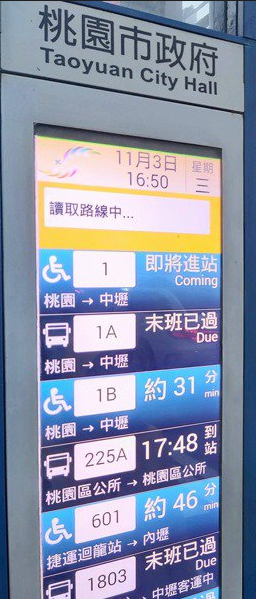 桃園市政府
Taoyuan City Hall
11月3日 星期
16:50 三
讀取路線中...
1 即將進站
Coming
桃園 → 中壢
1A 末班已過
Due
桃園 → 中壢
1B 約 31 分
min
桃園 → 中壢
225A 17:48 到站
桃園區公所 → 桃園區公所
601 約 46 分
min
捷運迴龍站 → 內壢
1803 末班已過
Due
→ 中壢客運中